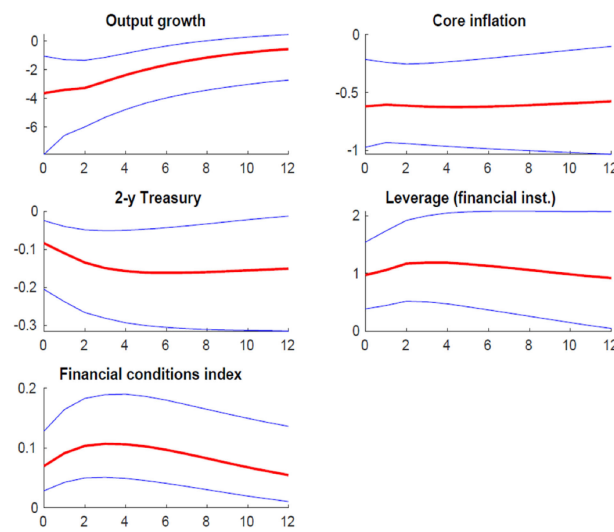 Output growth
0
-2
-4
-6
0 2 4 6 8 10 12
Core inflation
0
-0.5
-1
0 2 4 6 8 10 12
2-y Treasury
0
-0.1
-0.2
-0.3
0 2 4 6 8 10 12
Leverage (financial inst.)
2
1
0
0 2 4 6 8 10 12
Financial conditions index
0.2
0.1
0
0 2 4 6 8 10 12